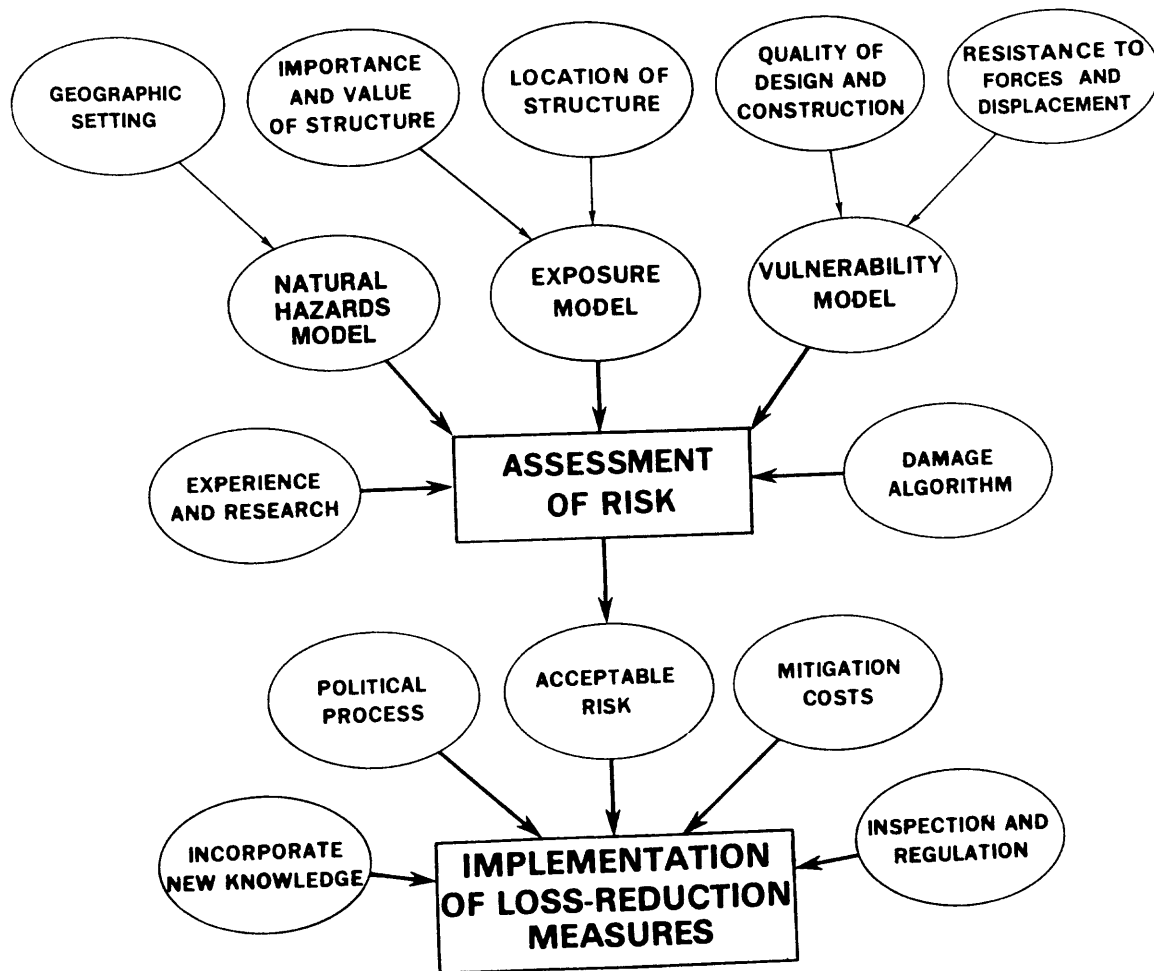 GEOGRAPHIC
SETTING
IMPORTANCE
AND VALUE
OF STRUCTURE
LOCATION OF
STRUCTURE
QUALITY OF
DESIGN AND
CONSTRUCTION
RESISTANCE TO
FORCES AND
DISPLACEMENT
NATURAL
HAZARDS
MODEL
EXPOSURE
MODEL
VULNERABILITY
MODEL
EXPERIENCE
AND RESEARCH
ASSESSMENT
OF RISK
DAMAGE
ALGORITHM
POLITICAL
PROCESS
ACCEPTABLE
RISK
MITIGATION
COSTS
INCORPORATE
NEW KNOWLEDGE
IMPLEMENTATION
OF LOSS-REDUCTION
MEASURES
INSPECTION AND
REGULATION